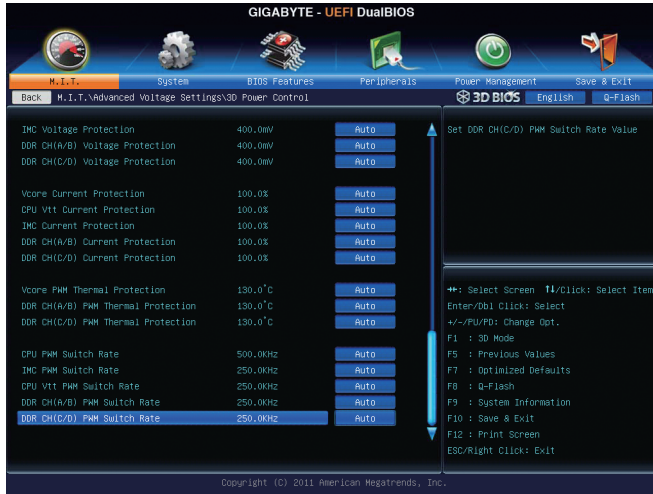 GIGABYTE - UEFI DualBIOS
M.I.T. System BIOS Features Peripherals Power Management Save & Exit
Back M.I.T.\Advanced Voltage Settings\3D Power Control 3D BIOS English Q-Flash
IMC Voltage Protection 400.0mV Auto
DDR CH(A/B) Voltage Protection 400.0mV Auto
DDR CH(C/D) Voltage Protection 400.0mV Auto
Vcore Current Protection 100.0% Auto
CPU Vtt Current Protection 100.0% Auto
IMC Current Protection 100.0% Auto
DDR CH(A/B) Current Protection 100.0% Auto
DDR CH(C/D) Current Protection 100.0% Auto
Vcore PWM Thermal Protection 130.0°C Auto
DDR CH(A/B) PWM Thermal Protection 130.0°C Auto
DDR CH(C/D) PWM Thermal Protection 130.0°C Auto
CPU PWM Switch Rate 500.0KHz Auto
IMC PWM Switch Rate 250.0KHz Auto
CPU Vtt PWM Switch Rate 250.0KHz Auto
DDR CH(A/B) PWM Switch Rate 250.0KHz Auto
DDR CH(C/D) PWM Switch Rate 250.0KHz Auto
Set DDR CH(C/D) PWM Switch Rate Value
→←: Select Screen ↑↓/Click: Select Item
Enter/Dbl Click: Select
+/-/PU/PD: Change Opt.
F1 : 3D Mode
F5 : Previous Values
F7 : Optimized Defaults
F8 : Q-Flash
F9 : System Information
F10 : Save & Exit
F12 : Print Screen
ESC/Right Click: Exit
Copyright (C) 2011 American Megatrends, Inc.